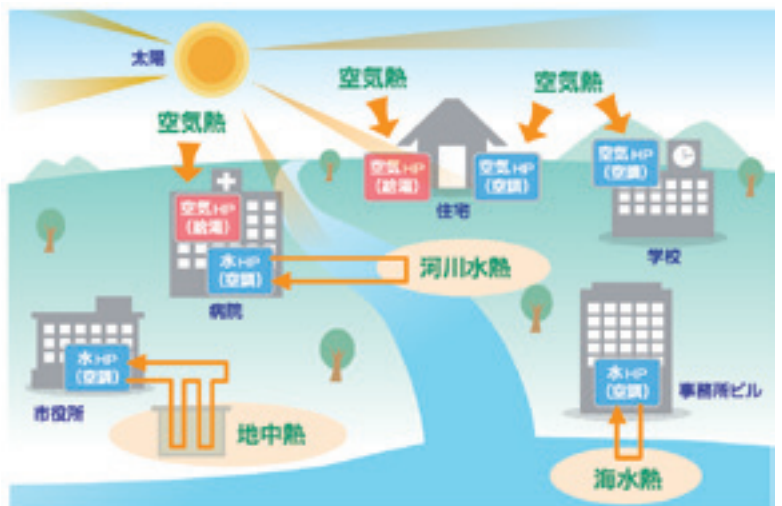 太陽
空気熱
空気熱
空気熱
空気HP
(給湯)
空気HP
(空調)
空気HP
(空調)
住宅
学校
空気HP
(給湯)
水HP
(空調)
病院
河川水熱
水HP
(空調)
市役所
地中熱
水HP
(空調)
事務所ビル
海水熱